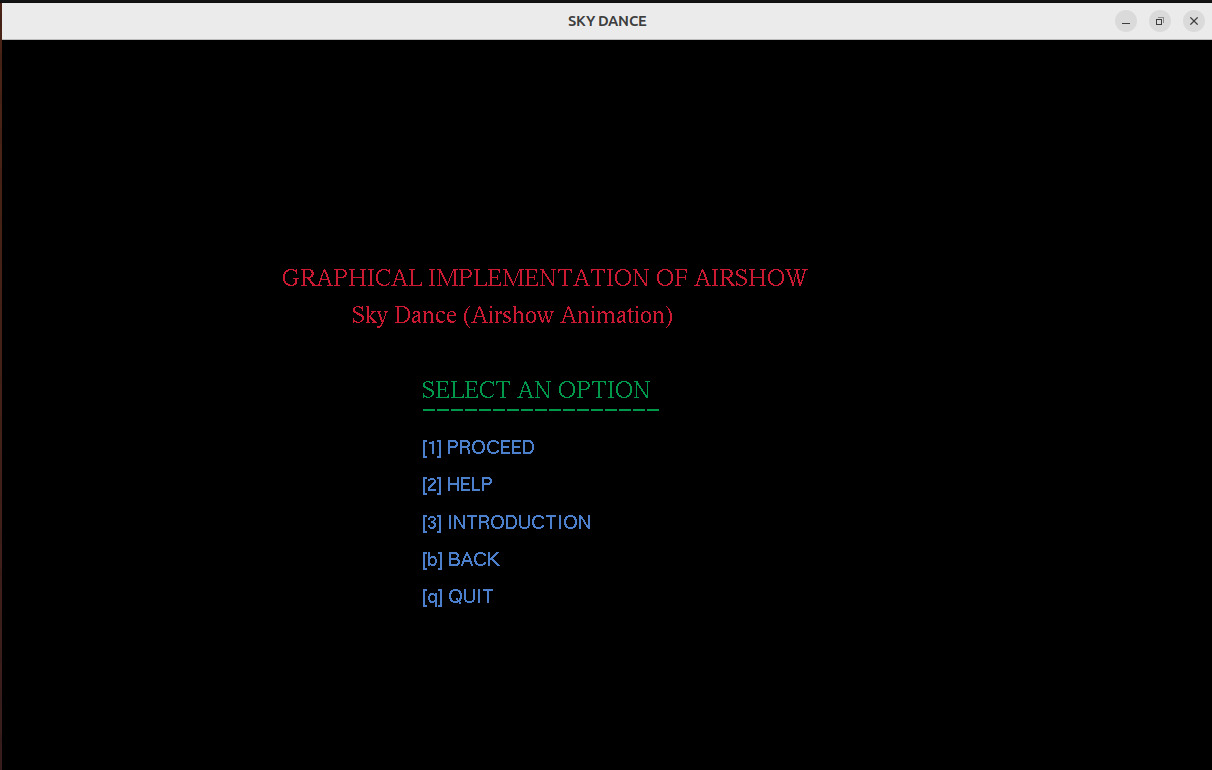 SKY DANCE
GRAPHICAL IMPLEMENTATION OF AIRSHOW
Sky Dance (Airshow Animation)
SELECT AN OPTION
[1] PROCEED
[2] HELP
[3] INTRODUCTION
[b] BACK
[q] QUIT